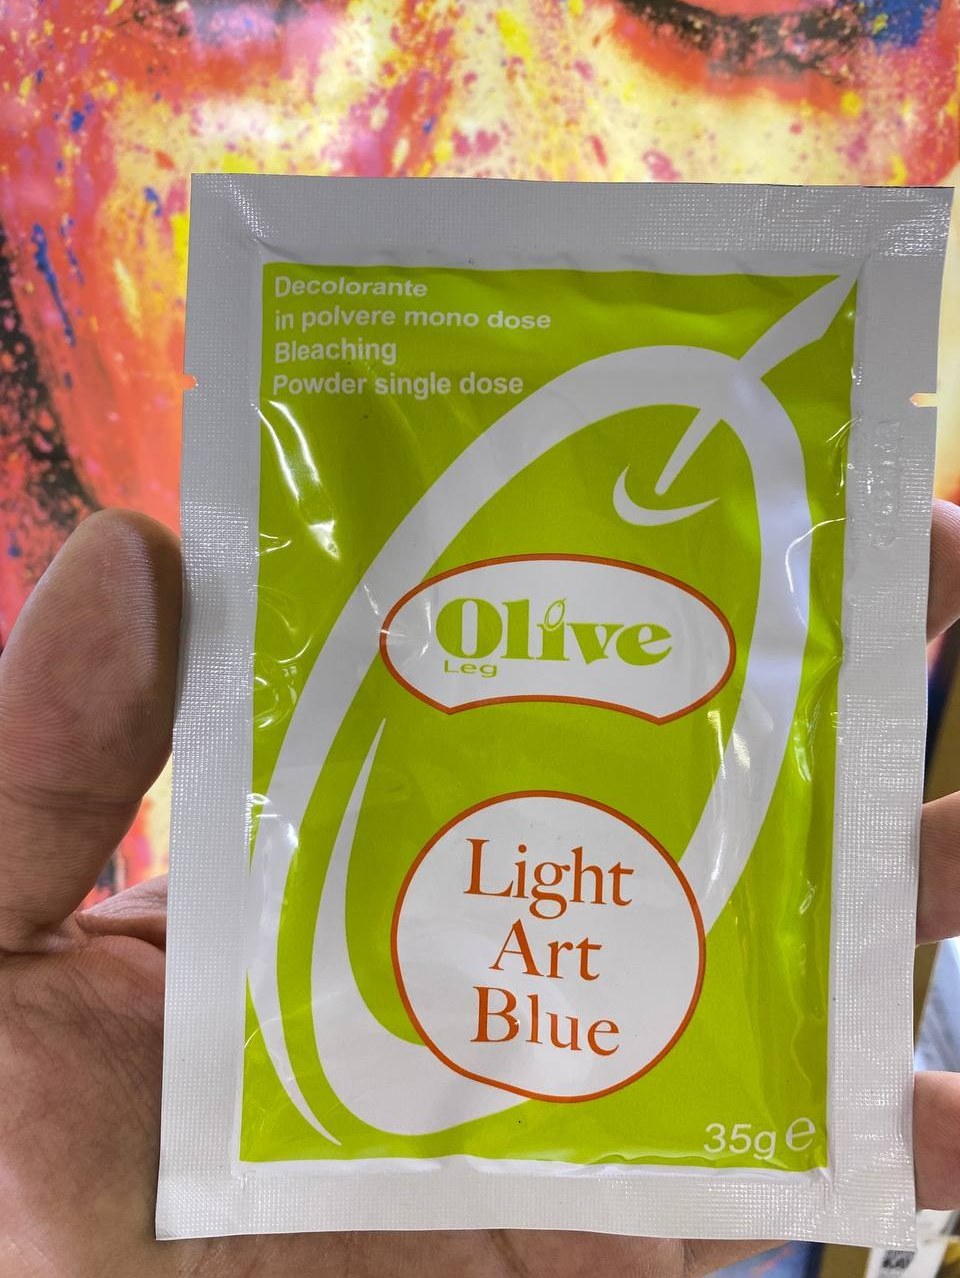 Decolorante
in polvere mono dose
Bleaching
Powder single dose
Olive
Leg
Light
Art
Blue
35g e